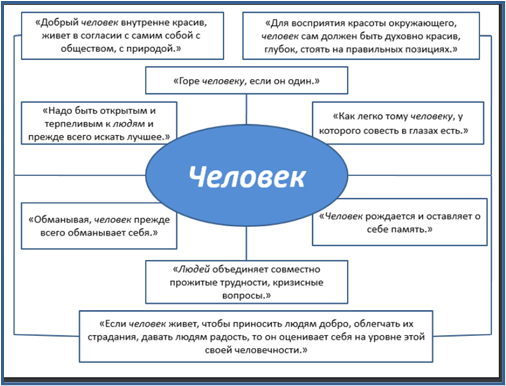 «Добрый человек внутренне красив,
живет в согласии с самим собой с
обществом, с природой.»
«Для восприятия красоты окружающего,
человек сам должен быть духовно красив,
глубок, стоять на правильных позициях.»
«Горе человеку, если он один.»
«Надо быть открытым и
терпеливым к людям и
прежде всего искать лучшее.»
«Как легко тому человеку, у
которого совесть в глазах есть.»
Человек
«Обманывая, человек прежде
всего обманывает себя.»
«Человек рождается и оставляет о
себе память.»
«Людей объединяет совместно
прожитые трудности, кризисные
вопросы.»
«Если человек живет, чтобы приносить людям добро, облегчать их
страдания, давать людям радость, то он оценивает себя на уровне этой
своей человечности.»